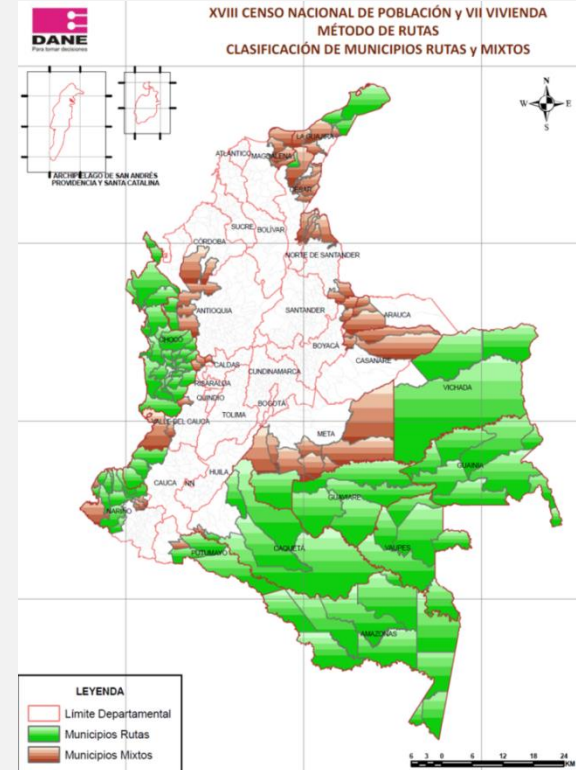 DANE
Para tomar decisiones
XVIII CENSO NACIONAL DE POBLACIÓN y VII VIVIENDA
MÉTODO DE RUTAS
CLASIFICACIÓN DE MUNICIPIOS RUTAS y MIXTOS
N
W
E
S
ARCHIPIELAGO DE SAN ANDRÉS
PROVIDENCIA Y SANTA CATALINA
LA GUAJIRA
ATLÁNTICO
MAGDALENA
CESAR
SUCRE
BOLÍVAR
CÓRDOBA
NORTE DE SANTANDER
ANTIOQUIA
SANTANDER
ARAUCA
CHOCÓ
BOYACÁ
CASANARE
CALDAS
CUNDINAMARCA
RISARALDA
VICHADA
QUINDIO
BOGOTÁ
TOLIMA
VALLE DEL CAUCA
META
GUAINÍA
HUILA
CAUCA
GUAVIARE
NARIÑO
CAQUETÁ
VAUPÉS
PUTUMAYO
AMAZONAS
LEYENDA
Límite Departamental
Municipios Rutas
Municipios Mixtos
6 3 0 6 12 18 24
KM